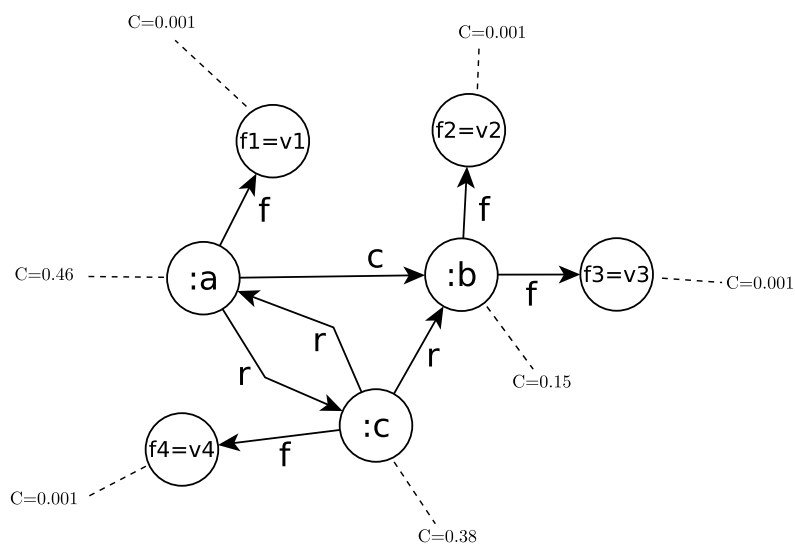 C=0.001
C=0.001
f1=v1
f2=v2
f
f
C=0.46
:a
c
:b
f
f3=v3
C=0.001
r
r
r
C=0.15
f4=v4
f
:c
C=0.001
C=0.38